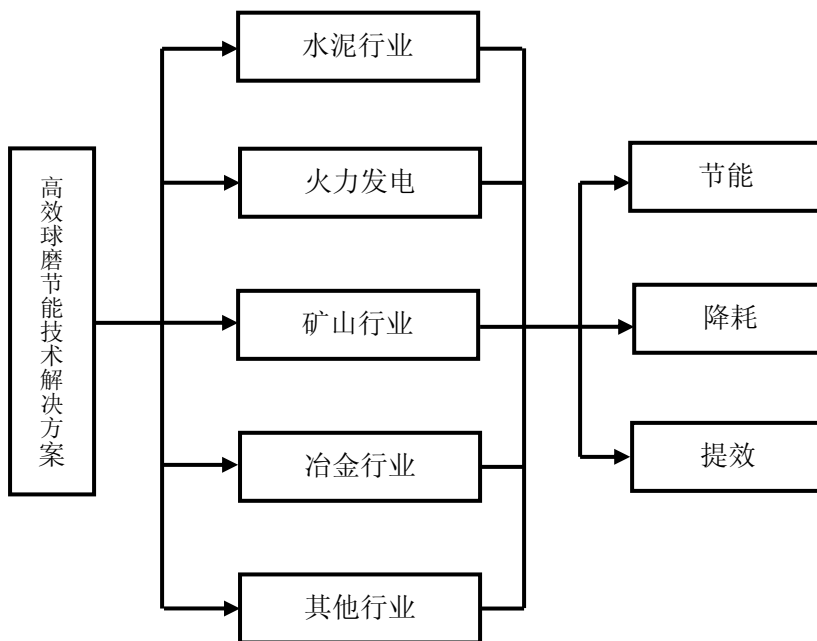 高效球磨节能技术解决方案
水泥行业
火力发电
矿山行业
冶金行业
其他行业
节能
降耗
提效